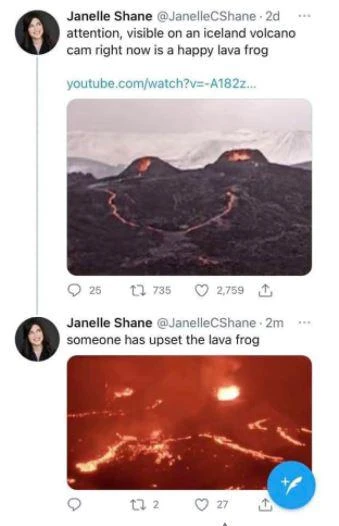 Janelle Shane @JanelleCShane · 2d ...
attention, visible on an iceland volcano
cam right now is a happy lava frog
youtube.com/watch?v=-A182z...
25 735 2,759
Janelle Shane @JanelleCShane · 2m ...
someone has upset the lava frog
2 27